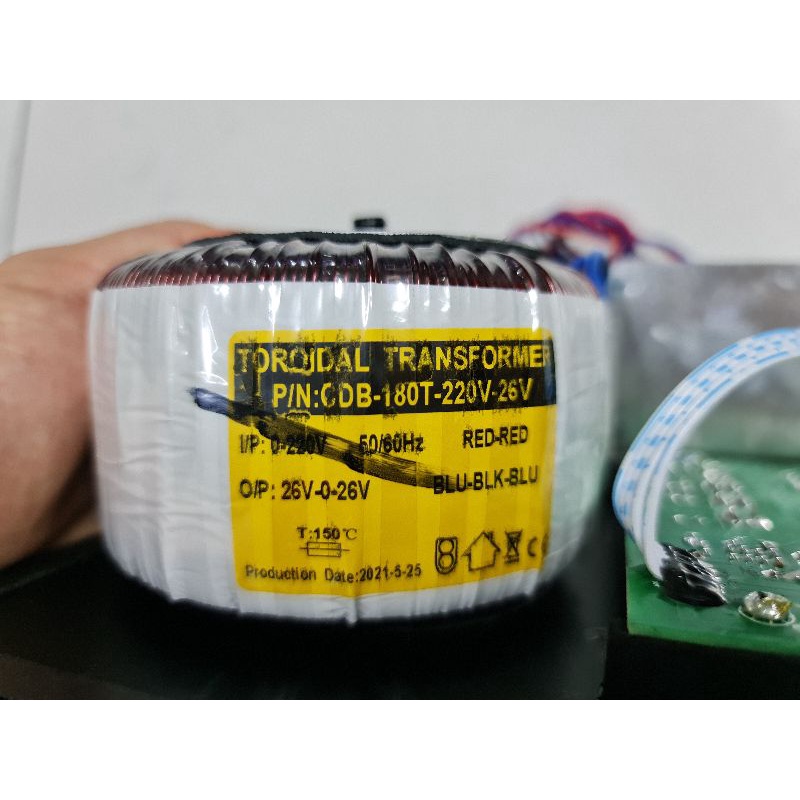 TOROIDAL TRANSFORMER
P/N:CDB-180T-220V-26V
I/P: 0-220V 50/60Hz RED-RED
O/P: 26V-0-26V BLU-BLK-BLU
T:150℃
Production Date:2021-5-25